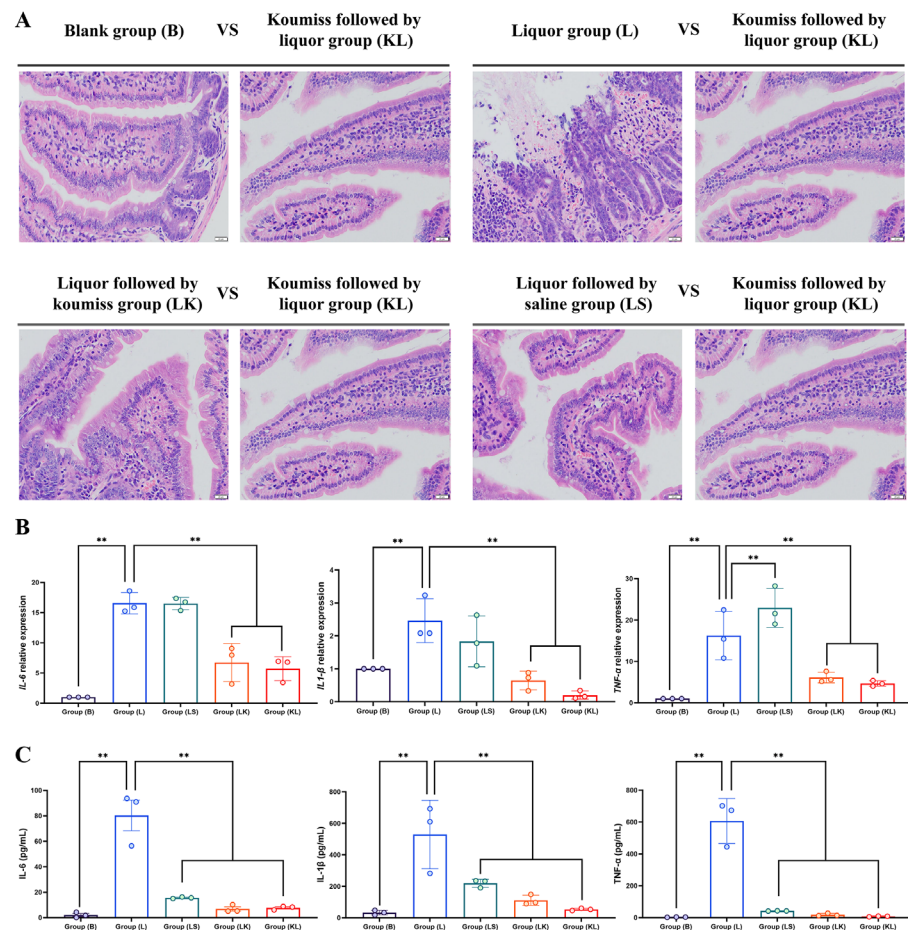 A
Blank group (B) VS Koumiss followed by liquor group (KL)
Liquor group (L) VS Koumiss followed by liquor group (KL)
Liquor followed by koumiss group (LK) VS Koumiss followed by liquor group (KL)
Liquor followed by saline group (LS) VS Koumiss followed by liquor group (KL)
B
IL-6 relative expression
20
15
10
5
0
** **
Group (B) Group (L) Group (LS) Group (LK) Group (KL)
IL1-β relative expression
4
3
2
1
0
** **
Group (B) Group (L) Group (LS) Group (LK) Group (KL)
TNF-α relative expression
30
20
10
0
** ** **
Group (B) Group (L) Group (LS) Group (LK) Group (KL)
C
IL-6 (pg/mL)
100
80
60
40
20
0
** **
Group (B) Group (L) Group (LS) Group (LK) Group (KL)
IL-1β (pg/mL)
800
600
400
200
0
** **
Group (B) Group (L) Group (LS) Group (LK) Group (KL)
TNF-α (pg/mL)
800
600
400
200
0
** **
Group (B) Group (L) Group (LS) Group (LK) Group (KL)